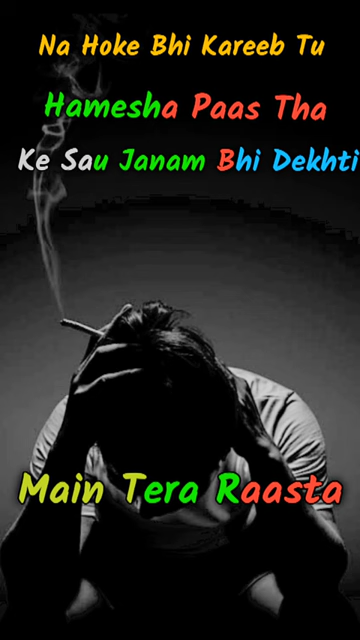 Na Hoke Bhi Kareeb Tu
Hamesha Paas Tha
Ke Sau Janam Bhi Dekhti
Main Tera Raasta